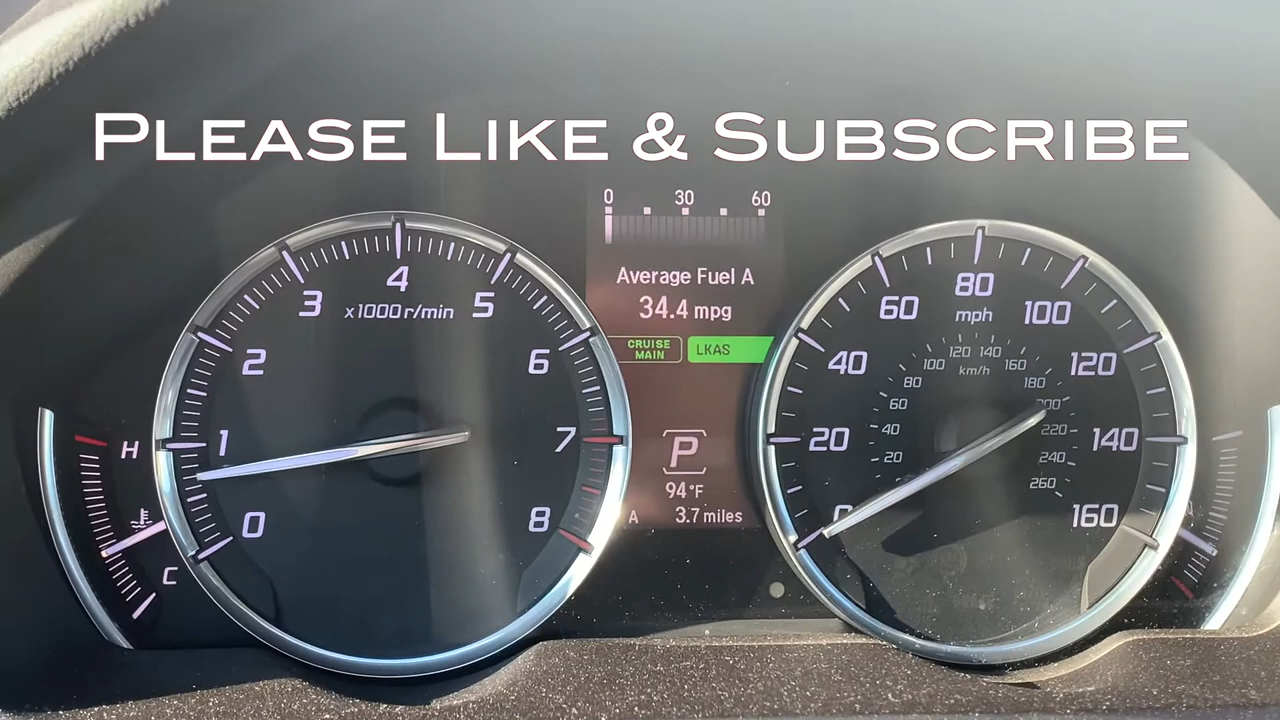 PLEASE LIKE & SUBSCRIBE
0 30 60
Average Fuel A
34.4 mpg
CRUISE MAIN
LKAS
0 1 2 3 4 5 6 7 8
x1000 r/min
H
C
P
94°F
A 3.7 miles
0 20 40 60 80 100 120 140 160
mph
20 40 60 80 100 120 140 160 180 200 220 240 260
km/h